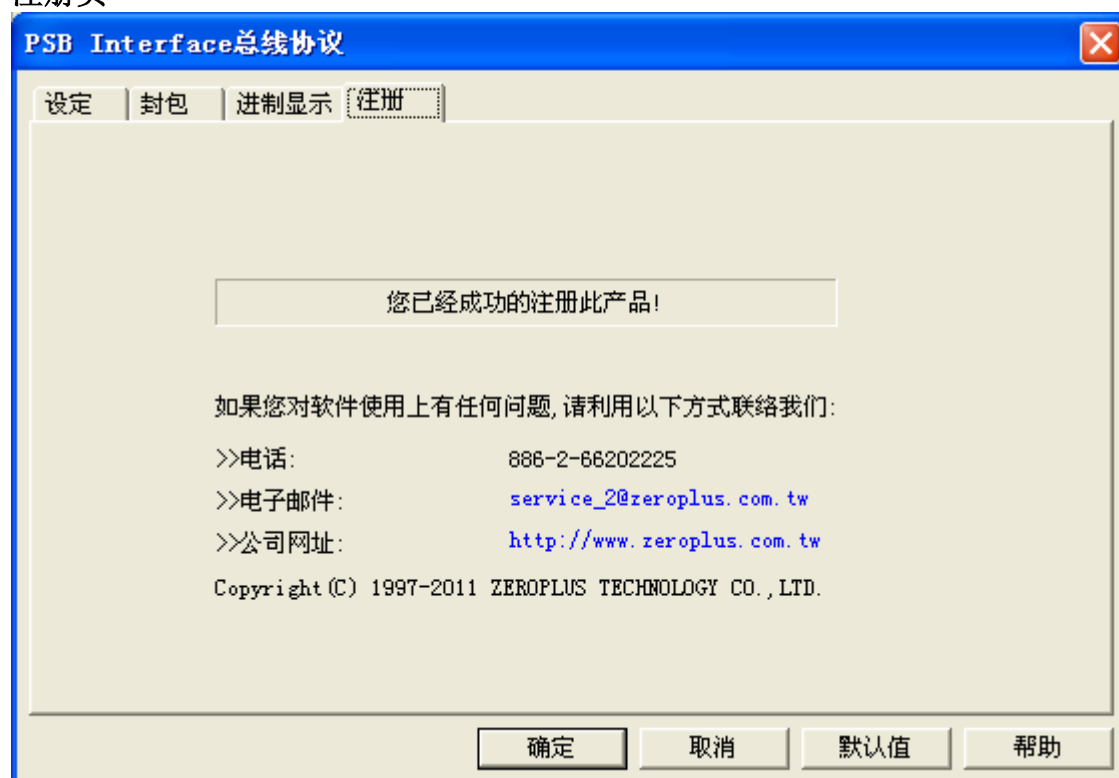 PSB Interface总线协议
设定 封包 进制显示 注册
您已经成功的注册此产品!
如果您对软件使用上有任何问题,请利用以下方式联络我们:
>>电话: 886-2-66202225
>>电子邮件: service_2@zeroplus.com.tw
>>公司网址: http://www.zeroplus.com.tw
Copyright(C) 1997-2011 ZEROPLUS TECHNOLOGY CO.,LTD.
确定 取消 默认值 帮助